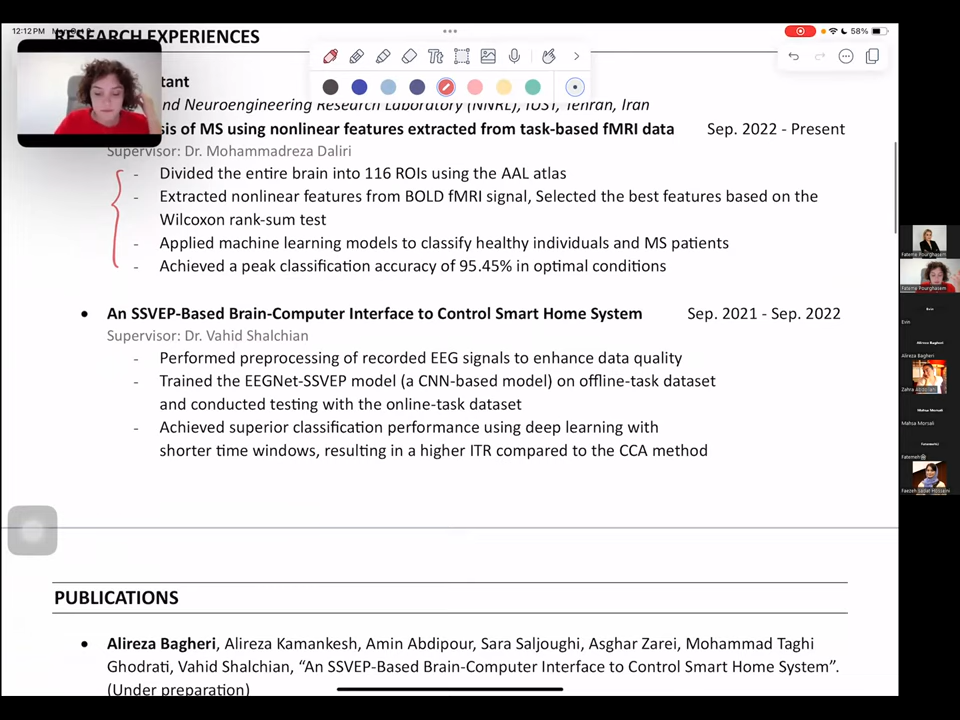 12:12 PM
58%
RESEARCH EXPERIENCES
Tt
nd Neuroengineering Research Laboratory (NNRL), IUST, Tehran, Iran
of MS using nonlinear features extracted from task-based fMRI data Sep. 2022 - Present
Supervisor: Dr. Mohammadreza Daliri
- Divided the entire brain into 116 ROIs using the AAL atlas
- Extracted nonlinear features from BOLD fMRI signal, Selected the best features based on the
Wilcoxon rank-sum test
- Applied machine learning models to classify healthy individuals and MS patients
- Achieved a peak classification accuracy of 95.45% in optimal conditions
• An SSVEP-Based Brain-Computer Interface to Control Smart Home System Sep. 2021 - Sep. 2022
Supervisor: Dr. Vahid Shalchian
- Performed preprocessing of recorded EEG signals to enhance data quality
- Trained the EEGNet-SSVEP model (a CNN-based model) on offline-task dataset
and conducted testing with the online-task dataset
- Achieved superior classification performance using deep learning with
shorter time windows, resulting in a higher ITR compared to the CCA method
PUBLICATIONS
• Alireza Bagheri, Alireza Kamankesh, Amin Abdipour, Sara Saljoughi, Asghar Zarei, Mohammad Taghi
Ghodrati, Vahid Shalchian, “An SSVEP-Based Brain-Computer Interface to Control Smart Home System”.
(Under preparation)
Fateme Pourghasem
Fateme Pourghasem
Alireza Bagheri
Alireza Bagheri
Mahsa Morsali
Mahsa Morsali